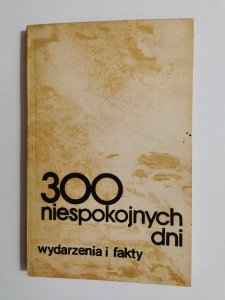 300
niespokojnych
dni
wydarzenia i fakty